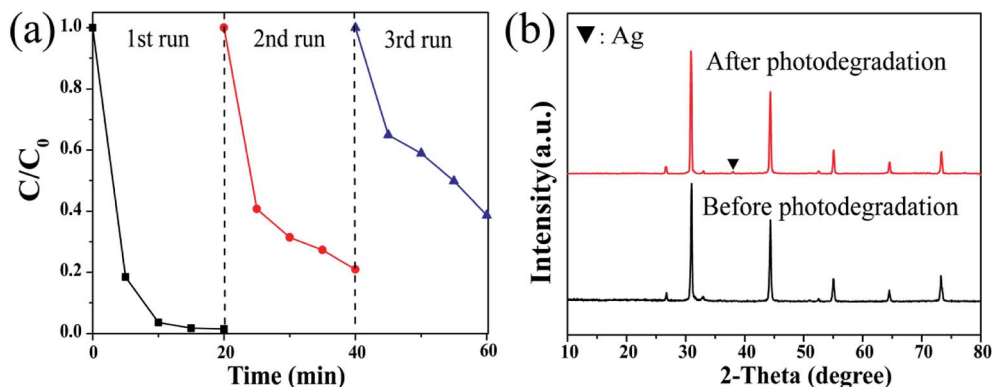 (a)
1st run
2nd run
3rd run
C/C0
1.0
0.8
0.6
0.4
0.2
0.0
0
20
40
60
Time (min)
(b)
▼: Ag
After photodegradation
Before photodegradation
Intensity(a.u.)
10
20
30
40
50
60
70
80
2-Theta (degree)